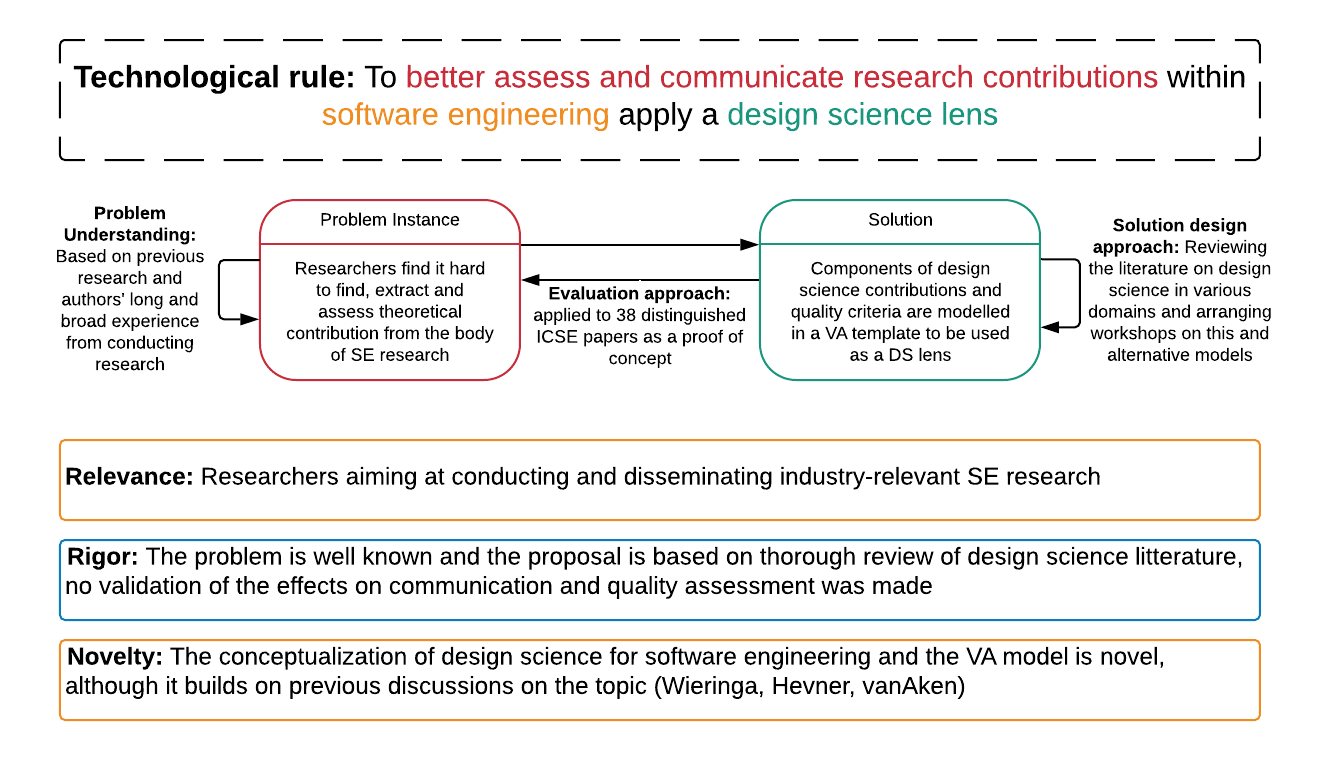 Technological rule: To better assess and communicate research contributions within
software engineering apply a design science lens
Problem
Understanding:
Based on previous
research and
authors' long and
broad experience
from conducting
research
Problem Instance
Researchers find it hard
to find, extract and
assess theoretical
contribution from the body
of SE research
Evaluation approach:
applied to 38 distinguished
ICSE papers as a proof of
concept
Solution
Components of design
science contributions and
quality criteria are modelled
in a VA template to be used
as a DS lens
Solution design
approach: Reviewing
the literature on design
science in various
domains and arranging
workshops on this and
alternative models
Relevance: Researchers aiming at conducting and disseminating industry-relevant SE research
Rigor: The problem is well known and the proposal is based on thorough review of design science litterature,
no validation of the effects on communication and quality assessment was made
Novelty: The conceptualization of design science for software engineering and the VA model is novel,
although it builds on previous discussions on the topic (Wieringa, Hevner, vanAken)